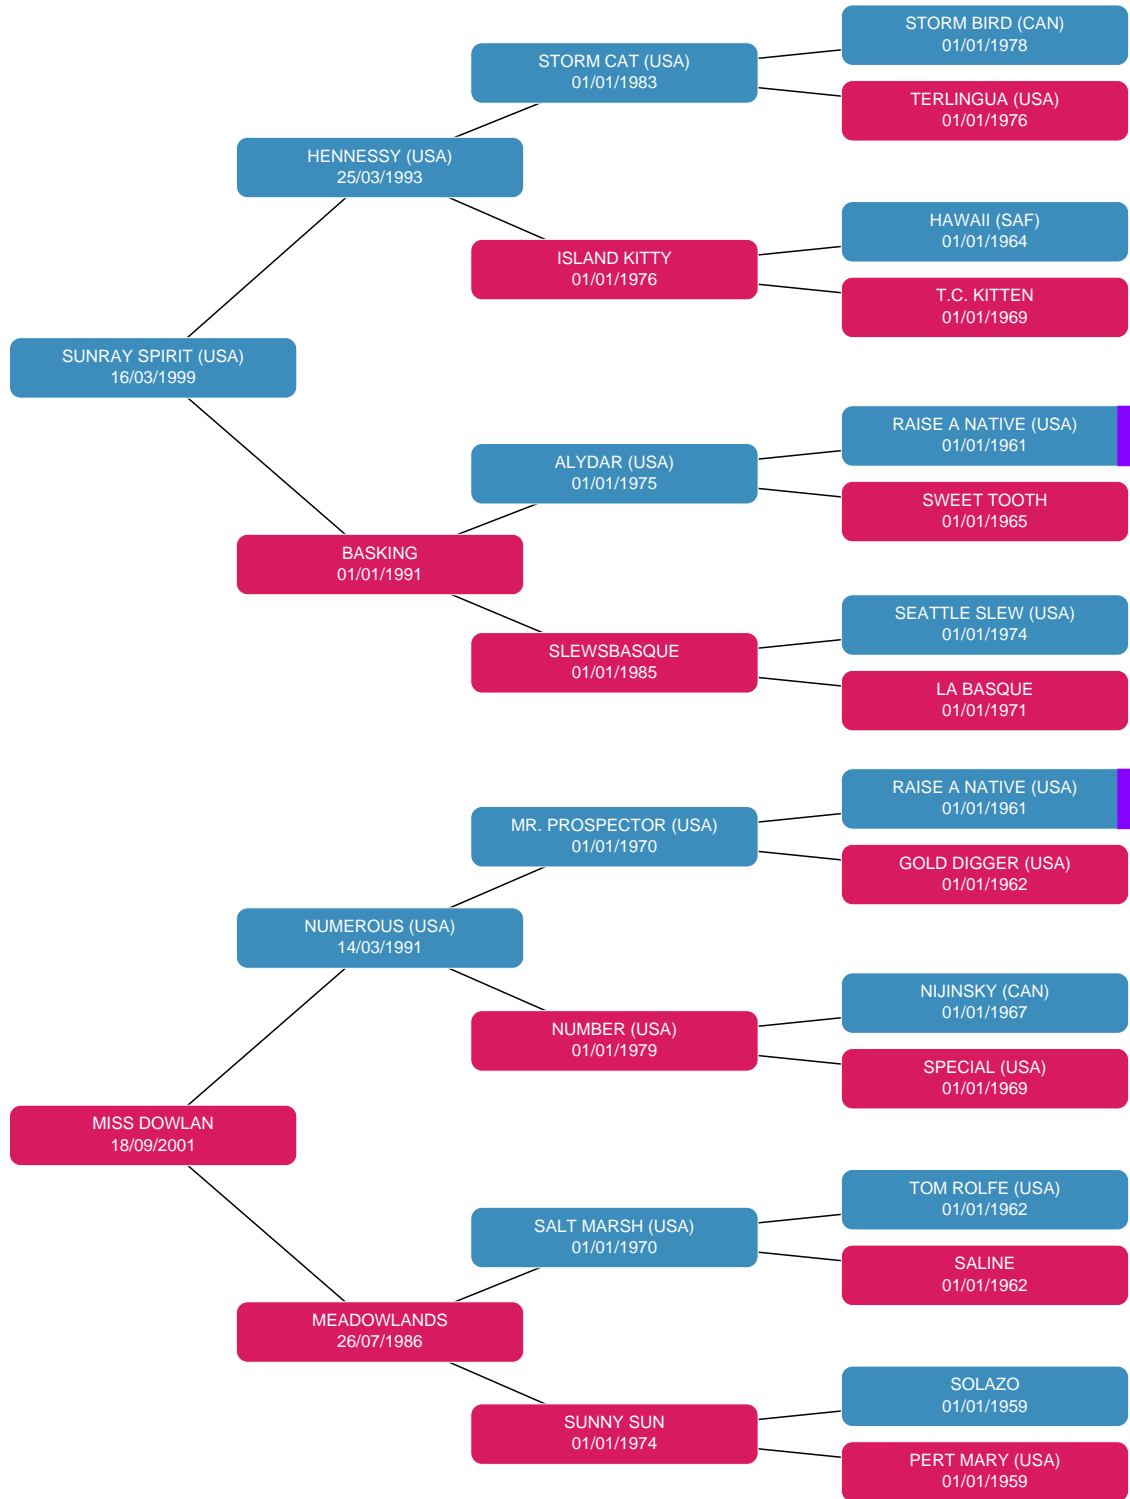 STORM BIRD (CAN)
01/01/1978
STORM CAT (USA)
01/01/1983
TERLINGUA (USA)
01/01/1976
HENNESSY (USA)
25/03/1993
HAWAII (SAF)
01/01/1964
ISLAND KITTY
01/01/1976
T.C. KITTEN
01/01/1969
SUNRAY SPIRIT (USA)
16/03/1999
RAISE A NATIVE (USA)
01/01/1961
ALYDAR (USA)
01/01/1975
SWEET TOOTH
01/01/1965
BASKING
01/01/1991
SEATTLE SLEW (USA)
01/01/1974
SLEWSBASQUE
01/01/1985
LA BASQUE
01/01/1971
RAISE A NATIVE (USA)
01/01/1961
MR. PROSPECTOR (USA)
01/01/1970
GOLD DIGGER (USA)
01/01/1962
NUMEROUS (USA)
14/03/1991
NIJINSKY (CAN)
01/01/1967
NUMBER (USA)
01/01/1979
SPECIAL (USA)
01/01/1969
MISS DOWLAN
18/09/2001
TOM ROLFE (USA)
01/01/1962
SALT MARSH (USA)
01/01/1970
SALINE
01/01/1962
MEADOWLANDS
26/07/1986
SOLAZO
01/01/1959
SUNNY SUN
01/01/1974
PERT MARY (USA)
01/01/1959